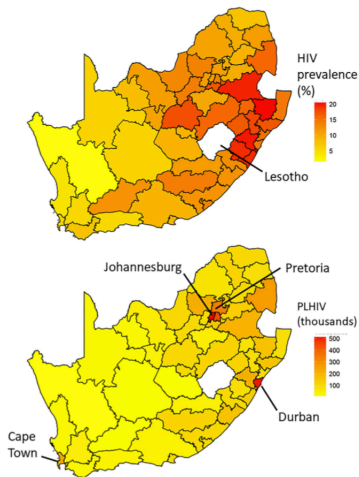 HIV
prevalence
(%)
20
15
10
5
Lesotho
Johannesburg
Pretoria
PLHIV
(thousands)
500
400
300
200
100
Durban
Cape
Town